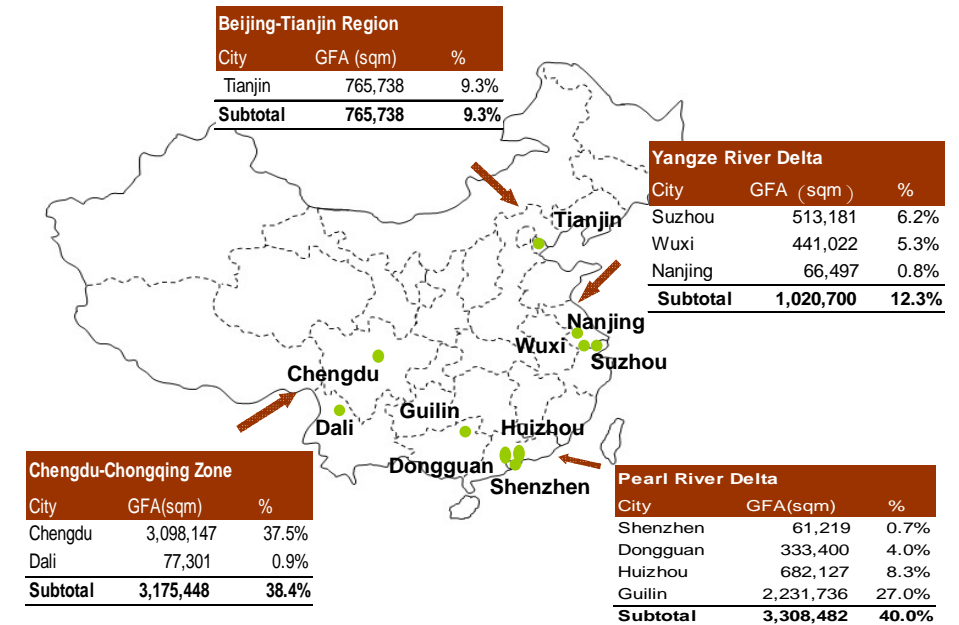 Beijing-Tianjin Region
City GFA (sqm) %
Tianjin 765,738 9.3%
Subtotal 765,738 9.3%
Yangze River Delta
City GFA （sqm） %
Suzhou 513,181 6.2%
Wuxi 441,022 5.3%
Nanjing 66,497 0.8%
Subtotal 1,020,700 12.3%
Tianjin
Nanjing
Wuxi
Suzhou
Chengdu
Dali
Guilin
Huizhou
Dongguan
Shenzhen
Chengdu-Chongqing Zone
City GFA(sqm) %
Chengdu 3,098,147 37.5%
Dali 77,301 0.9%
Subtotal 3,175,448 38.4%
Pearl River Delta
City GFA(sqm) %
Shenzhen 61,219 0.7%
Dongguan 333,400 4.0%
Huizhou 682,127 8.3%
Guilin 2,231,736 27.0%
Subtotal 3,308,482 40.0%